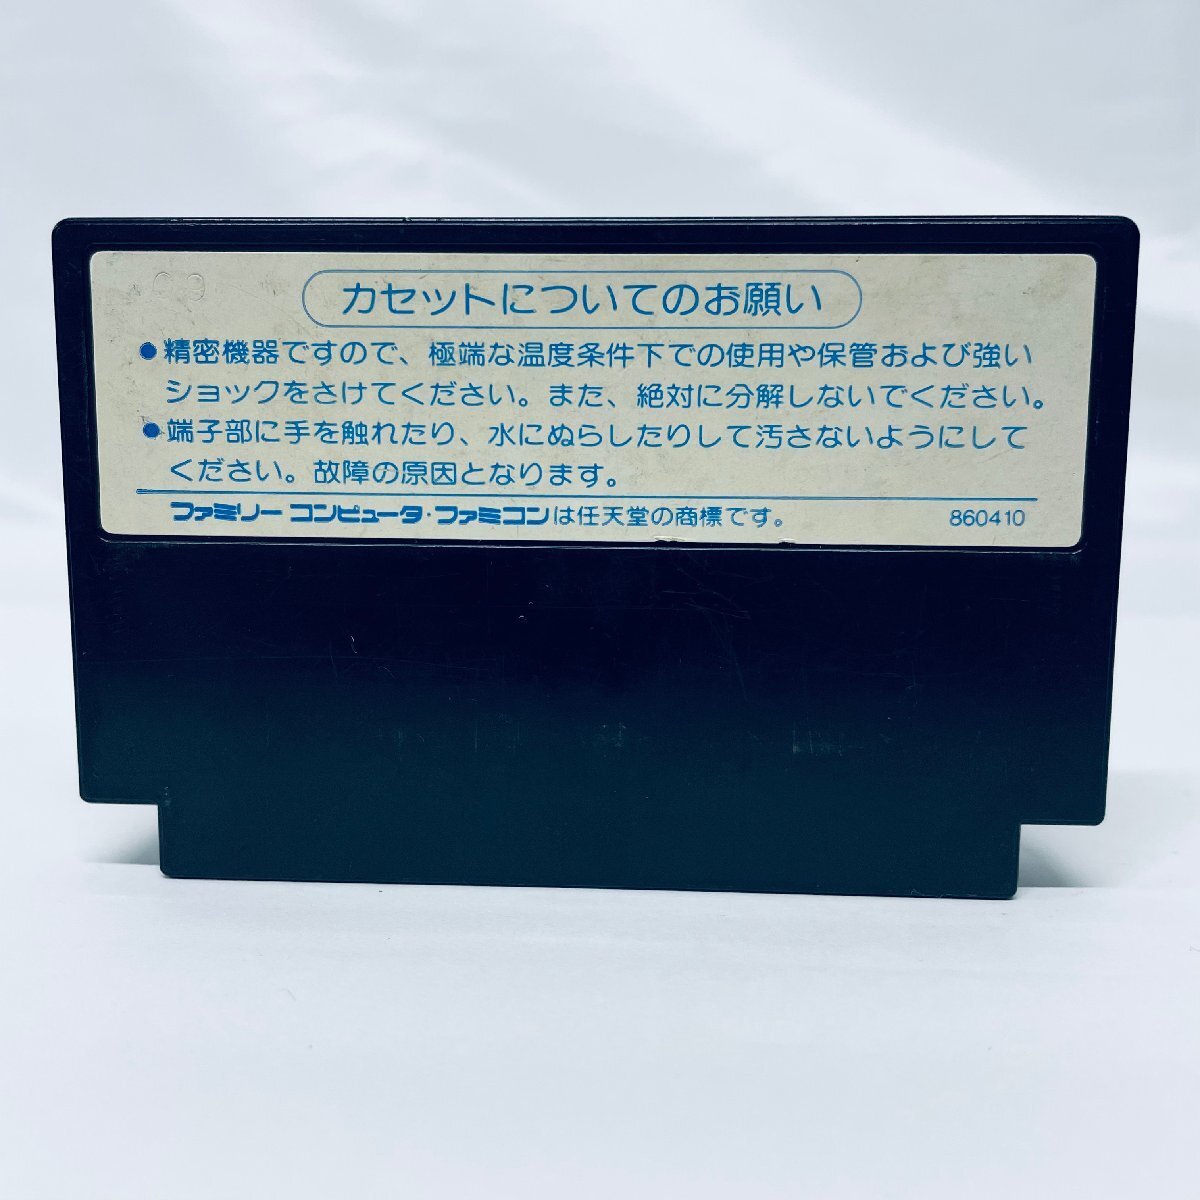 カセットについてのお願い
●精密機器ですので、極端な温度条件下での使用や保管および強い
ショックをさけてください。また、絶対に分解しないでください。
●端子部に手を触れたり、水にぬらしたりして汚さないようにして
ください。故障の原因となります。
ファミリーコンピュータ・ファミコンは任天堂の商標です。 860410